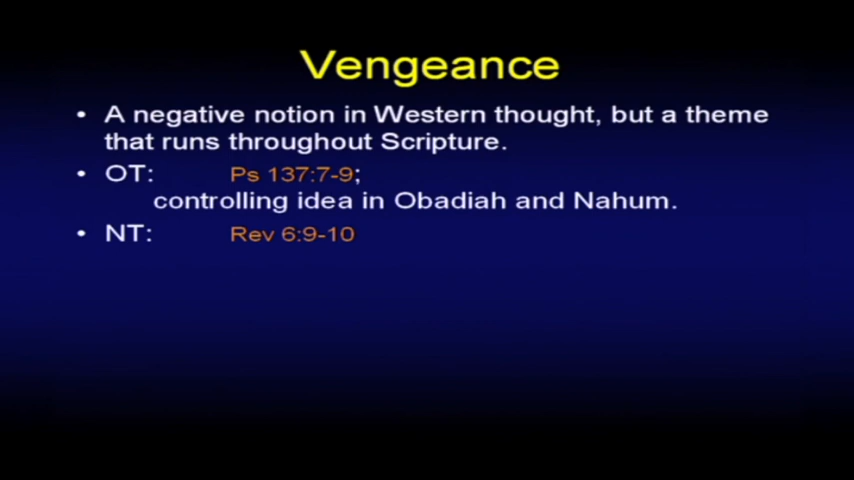 Vengeance
• A negative notion in Western thought, but a theme
that runs throughout Scripture.
• OT: Ps 137:7-9;
controlling idea in Obadiah and Nahum.
• NT: Rev 6:9-10